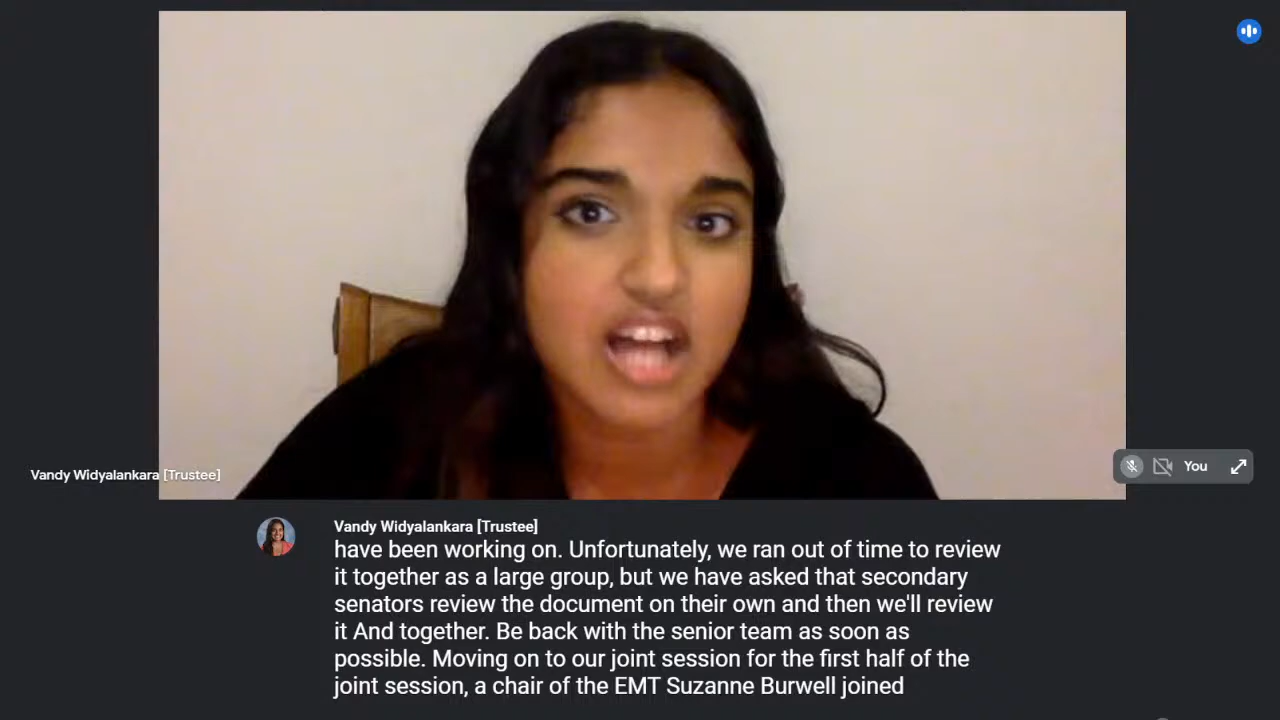 Vandy Widyalankara [Trustee]
You
Vandy Widyalankara [Trustee]
have been working on. Unfortunately, we ran out of time to review
it together as a large group, but we have asked that secondary
senators review the document on their own and then we'll review
it And together. Be back with the senior team as soon as
possible. Moving on to our joint session for the first half of the
joint session, a chair of the EMT Suzanne Burwell joined